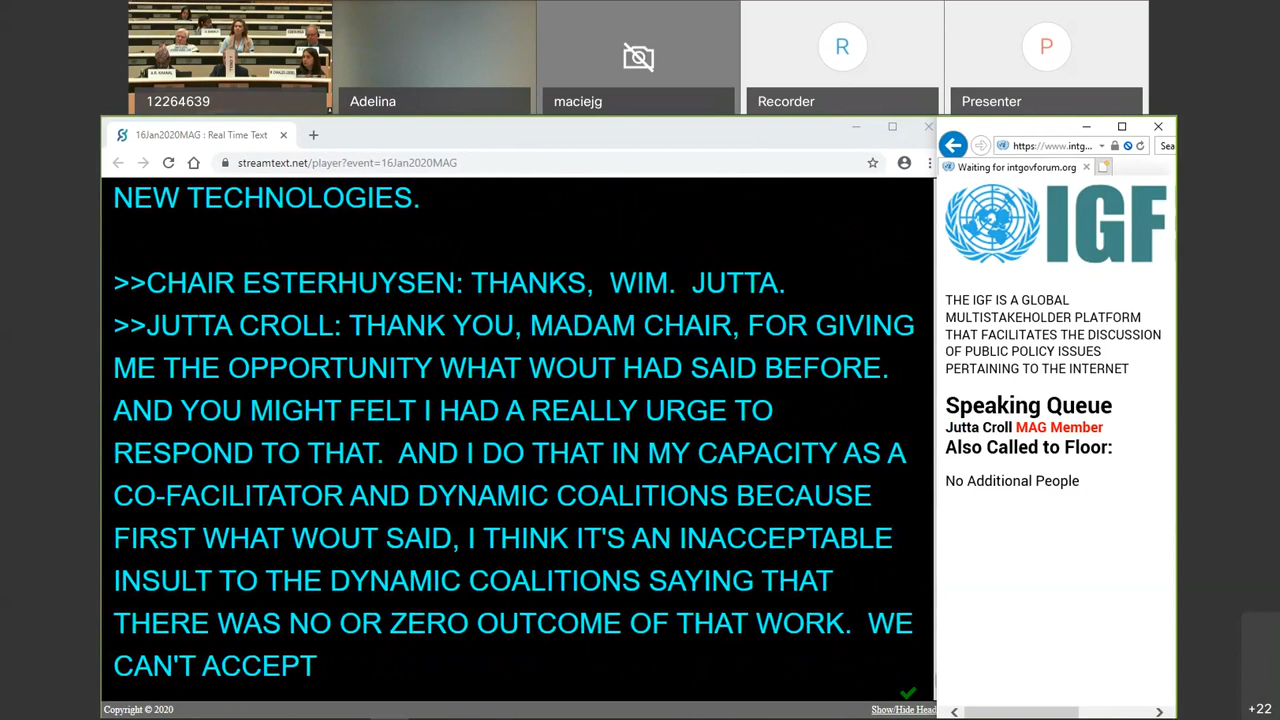 12264639
Adelina
maciejg
R
Recorder
P
Presenter
16Jan2020MAG : Real Time Text
streamtext.net/player?event=16Jan2020MAG
NEW TECHNOLOGIES.
>>CHAIR ESTERHUYSEN: THANKS, WIM. JUTTA.
>>JUTTA CROLL: THANK YOU, MADAM CHAIR, FOR GIVING
ME THE OPPORTUNITY WHAT WOUT HAD SAID BEFORE.
AND YOU MIGHT FELT I HAD A REALLY URGE TO
RESPOND TO THAT. AND I DO THAT IN MY CAPACITY AS A
CO-FACILITATOR AND DYNAMIC COALITIONS BECAUSE
FIRST WHAT WOUT SAID, I THINK IT'S AN INACCEPTABLE
INSULT TO THE DYNAMIC COALITIONS SAYING THAT
THERE WAS NO OR ZERO OUTCOME OF THAT WORK. WE
CAN'T ACCEPT
Copyright © 2020
Show/Hide Head
https://www.intg...
Sea
Waiting for intgovforum.org
IGF
THE IGF IS A GLOBAL
MULTISTAKEHOLDER PLATFORM
THAT FACILITATES THE DISCUSSION
OF PUBLIC POLICY ISSUES
PERTAINING TO THE INTERNET
Speaking Queue
Jutta Croll MAG Member
Also Called to Floor:
No Additional People
+22